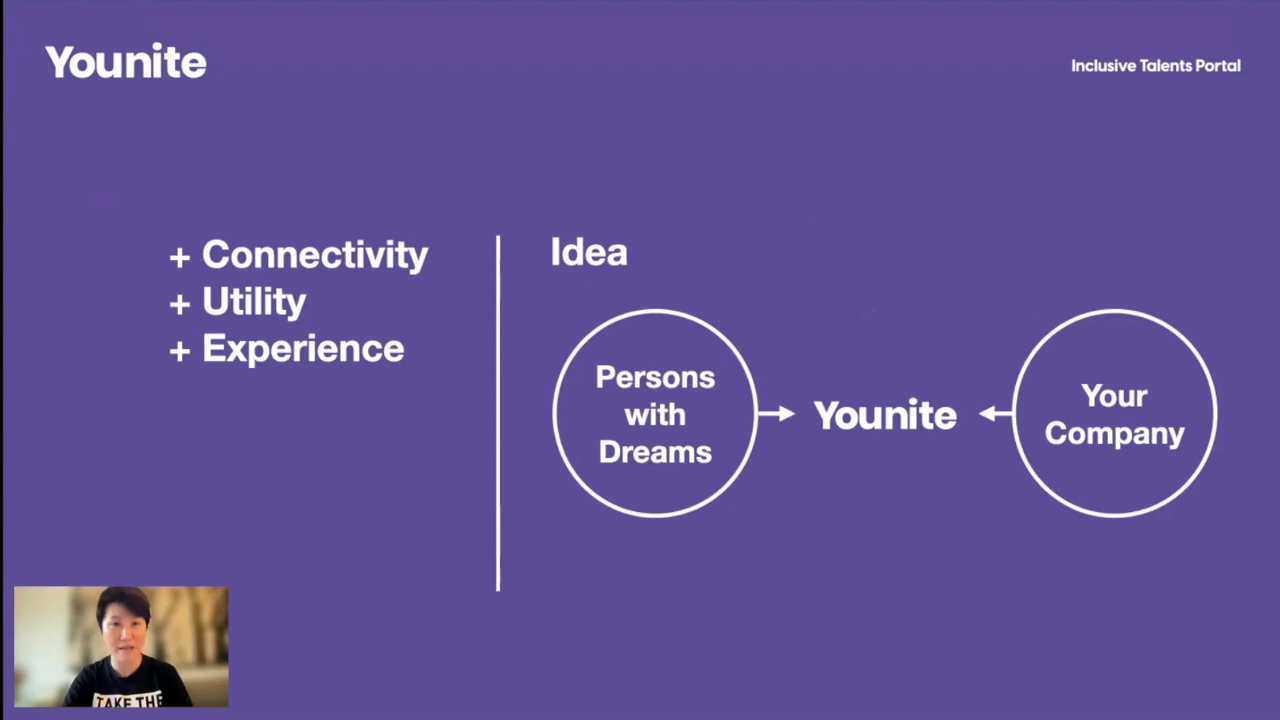 Younite
Inclusive Talents Portal
+ Connectivity
+ Utility
+ Experience
Idea
Persons
with
Dreams
Younite
Your
Company
TAKE THE